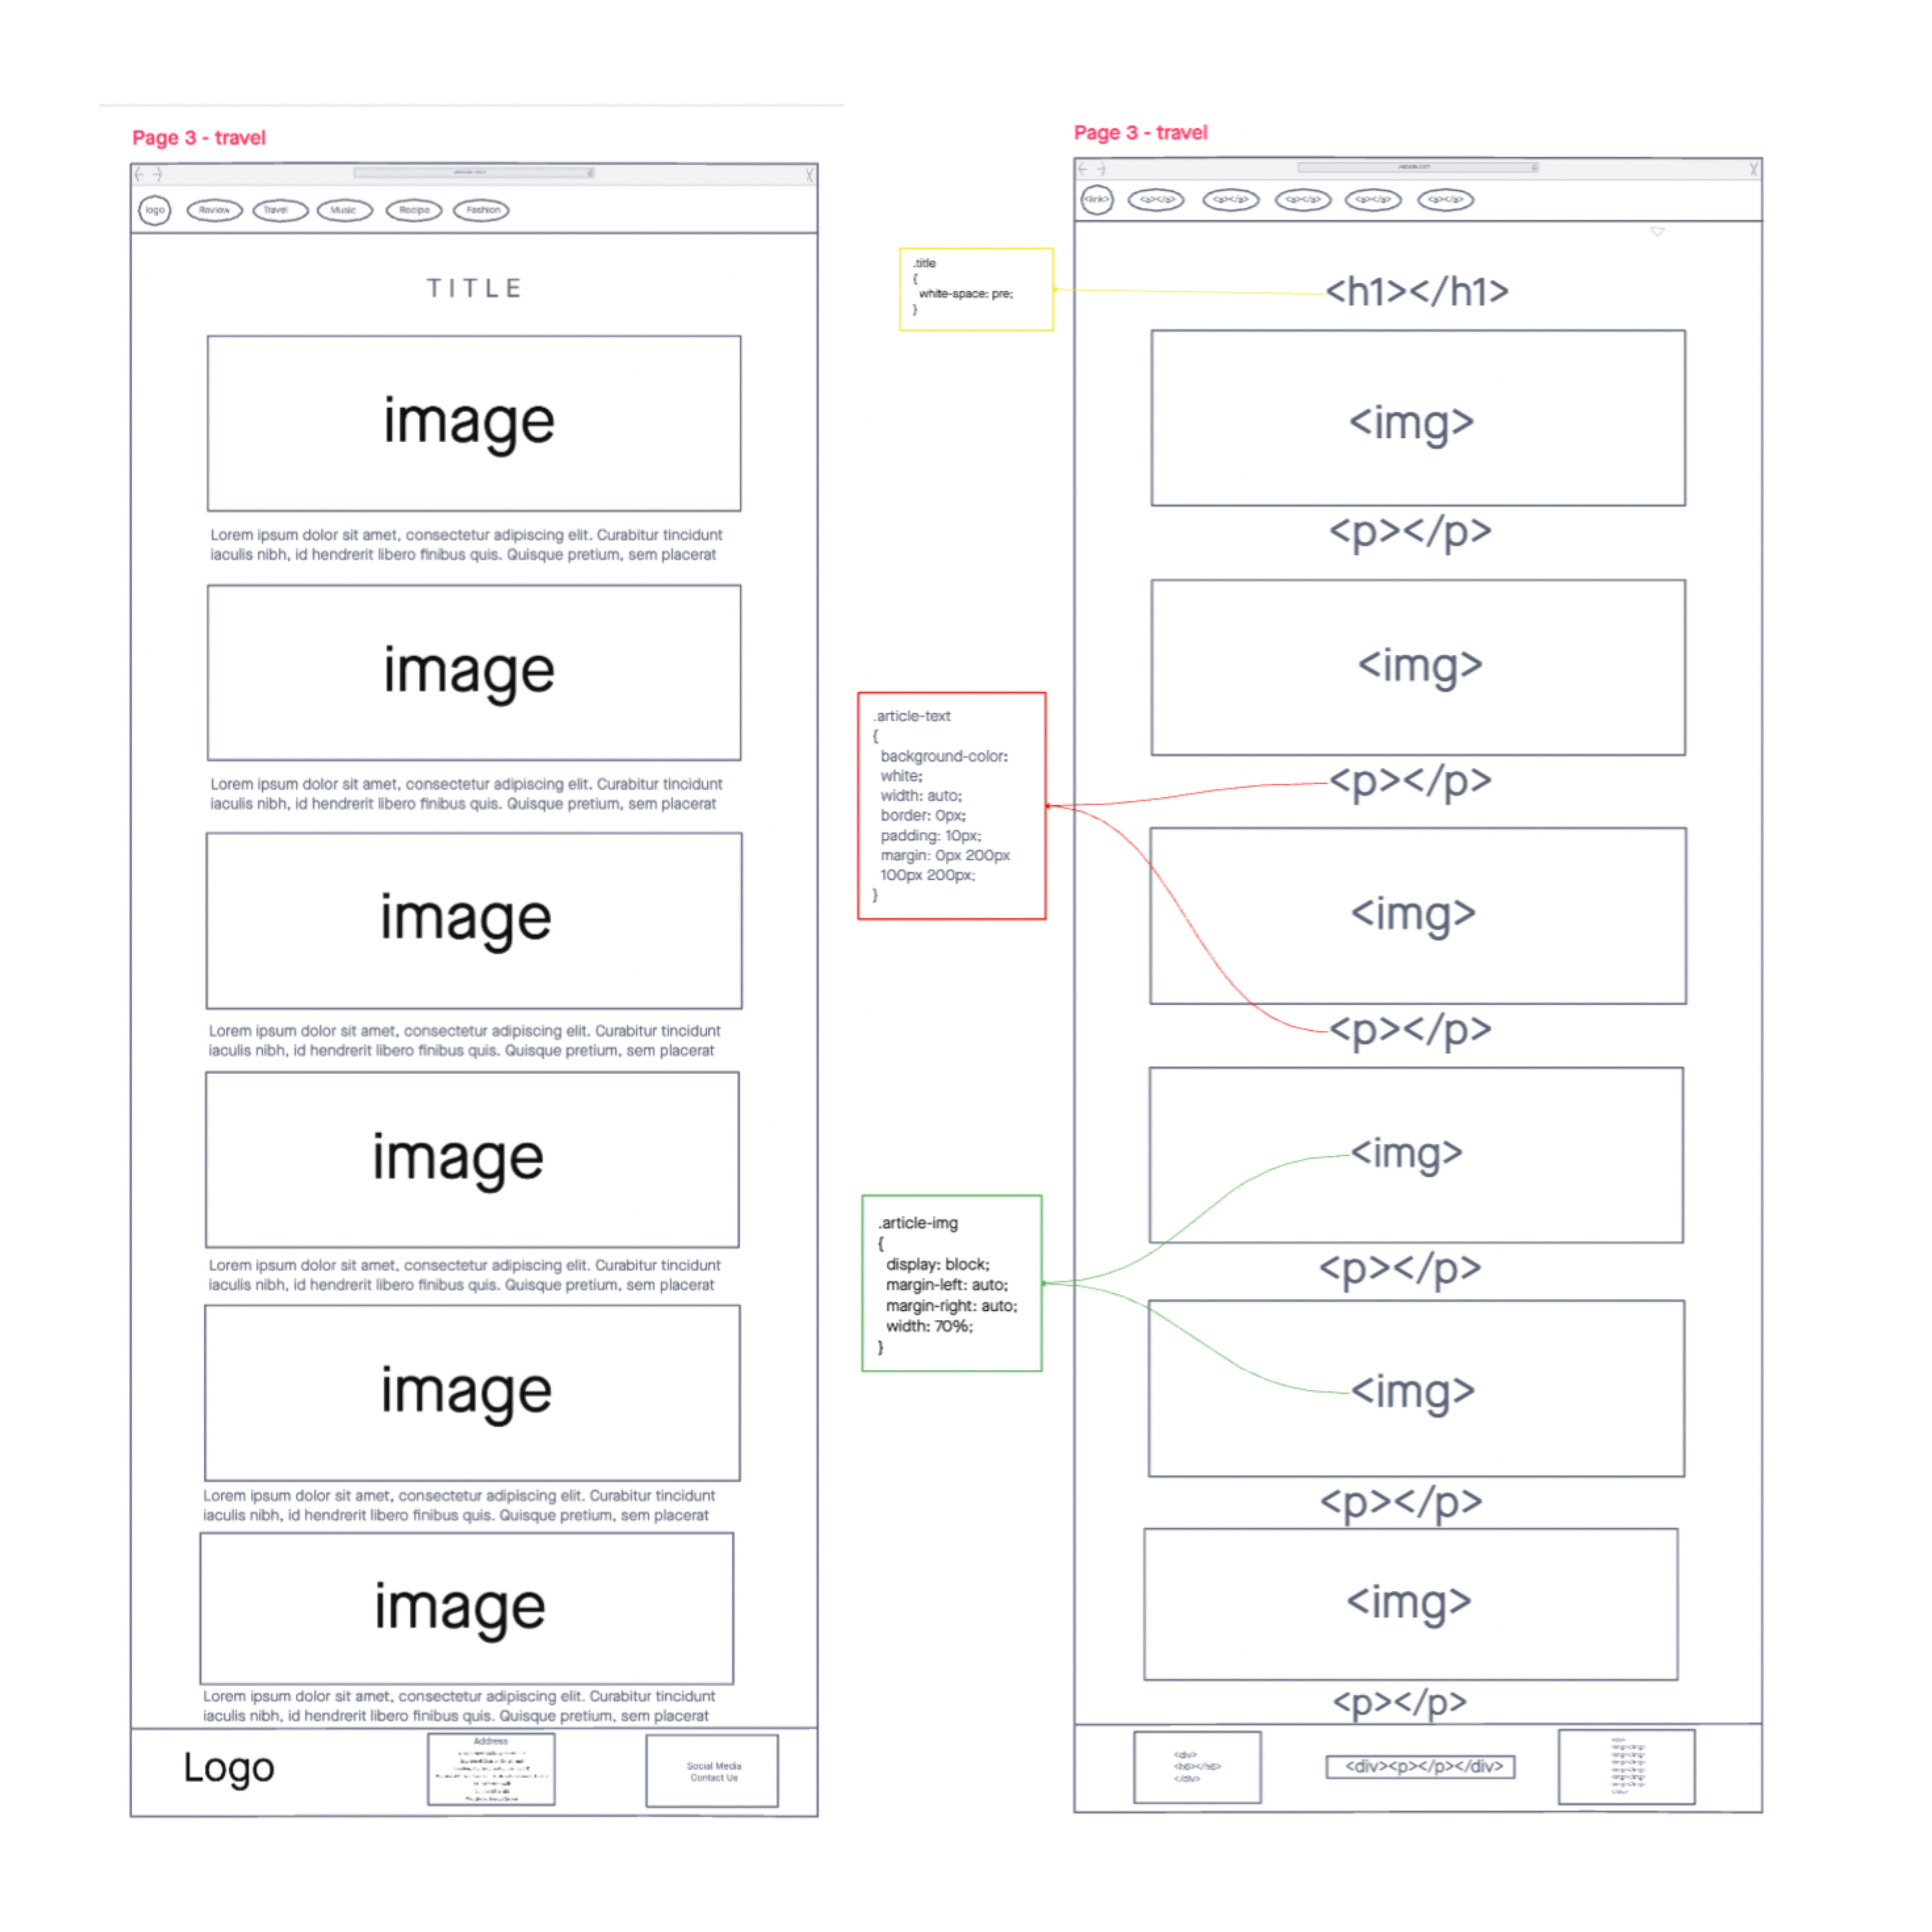 Page 3 - travel
logo
Review
Travel
Music
Recipe
Fashion
TITLE
image
Lorem ipsum dolor sit amet, consectetur adipiscing elit. Curabitur tincidunt
iaculis nibh, id hendrerit libero finibus quis. Quisque pretium, sem placerat
image
Lorem ipsum dolor sit amet, consectetur adipiscing elit. Curabitur tincidunt
iaculis nibh, id hendrerit libero finibus quis. Quisque pretium, sem placerat
image
Lorem ipsum dolor sit amet, consectetur adipiscing elit. Curabitur tincidunt
iaculis nibh, id hendrerit libero finibus quis. Quisque pretium, sem placerat
image
Lorem ipsum dolor sit amet, consectetur adipiscing elit. Curabitur tincidunt
iaculis nibh, id hendrerit libero finibus quis. Quisque pretium, sem placerat
image
Lorem ipsum dolor sit amet, consectetur adipiscing elit. Curabitur tincidunt
iaculis nibh, id hendrerit libero finibus quis. Quisque pretium, sem placerat
image
Lorem ipsum dolor sit amet, consectetur adipiscing elit. Curabitur tincidunt
iaculis nibh, id hendrerit libero finibus quis. Quisque pretium, sem placerat
Logo
Address
Social Media
Contact Us
.title
{
white-space: pre;
}
.article-text
{
background-color:
white;
width: auto;
border: 0px;
padding: 10px;
margin: 0px 200px
100px 200px;
}
.article-img
{
display: block;
margin-left: auto;
margin-right: auto;
width: 70%;
}
Page 3 - travel
website.com
<link>
<p></p>
<p></p>
<p></p>
<p></p>
<p></p>
<h1></h1>
<img>
<p></p>
<img>
<p></p>
<img>
<p></p>
<img>
<p></p>
<img>
<p></p>
<img>
<p></p>
<div>
<h6></h6>
</div>
<div><p></p></div>